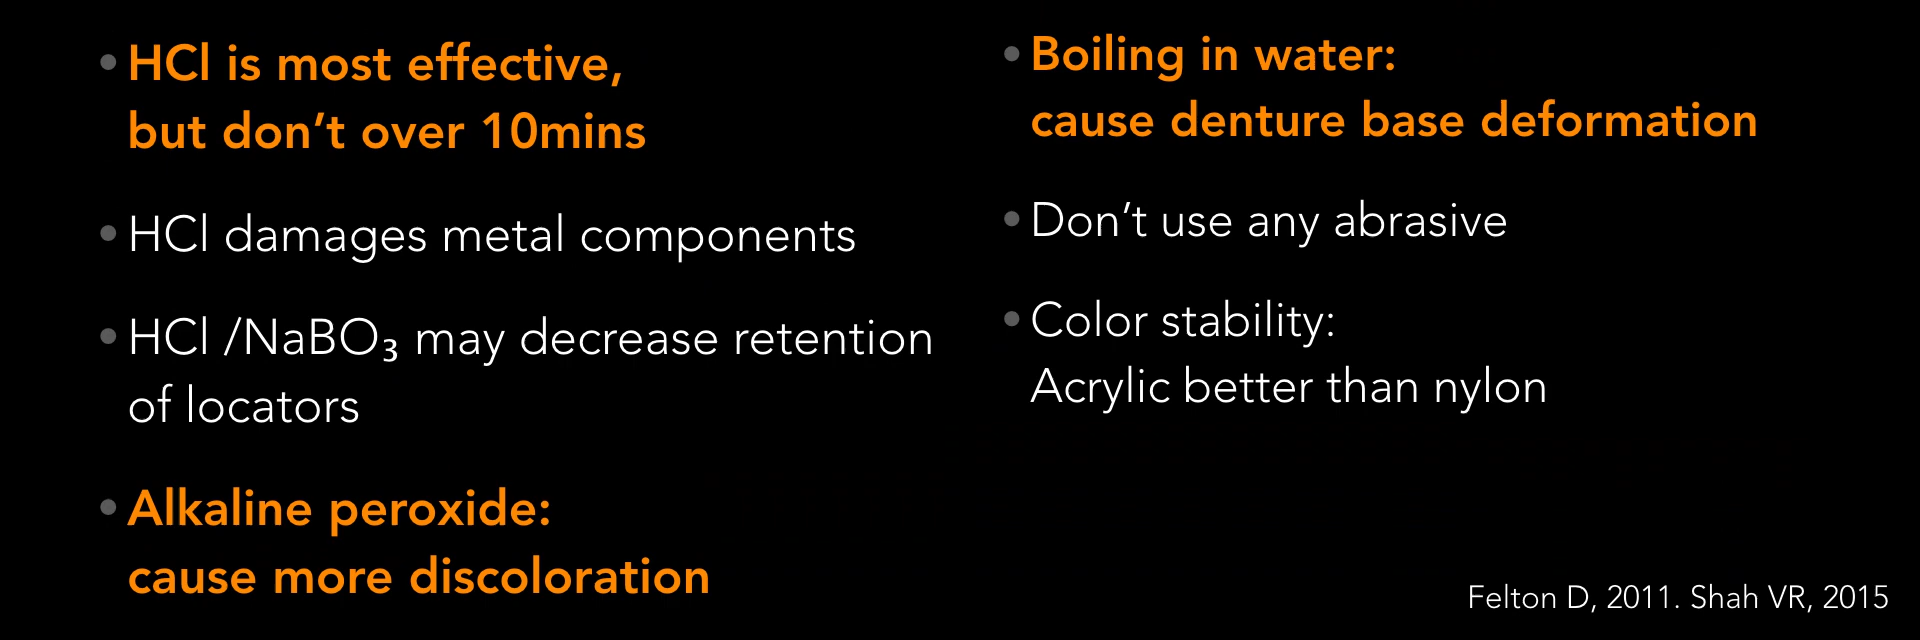 • HCl is most effective,
but don’t over 10mins
• HCl damages metal components
• HCl /NaBO₃ may decrease retention
of locators
• Alkaline peroxide:
cause more discoloration
• Boiling in water:
cause denture base deformation
• Don’t use any abrasive
• Color stability:
Acrylic better than nylon
Felton D, 2011. Shah VR, 2015